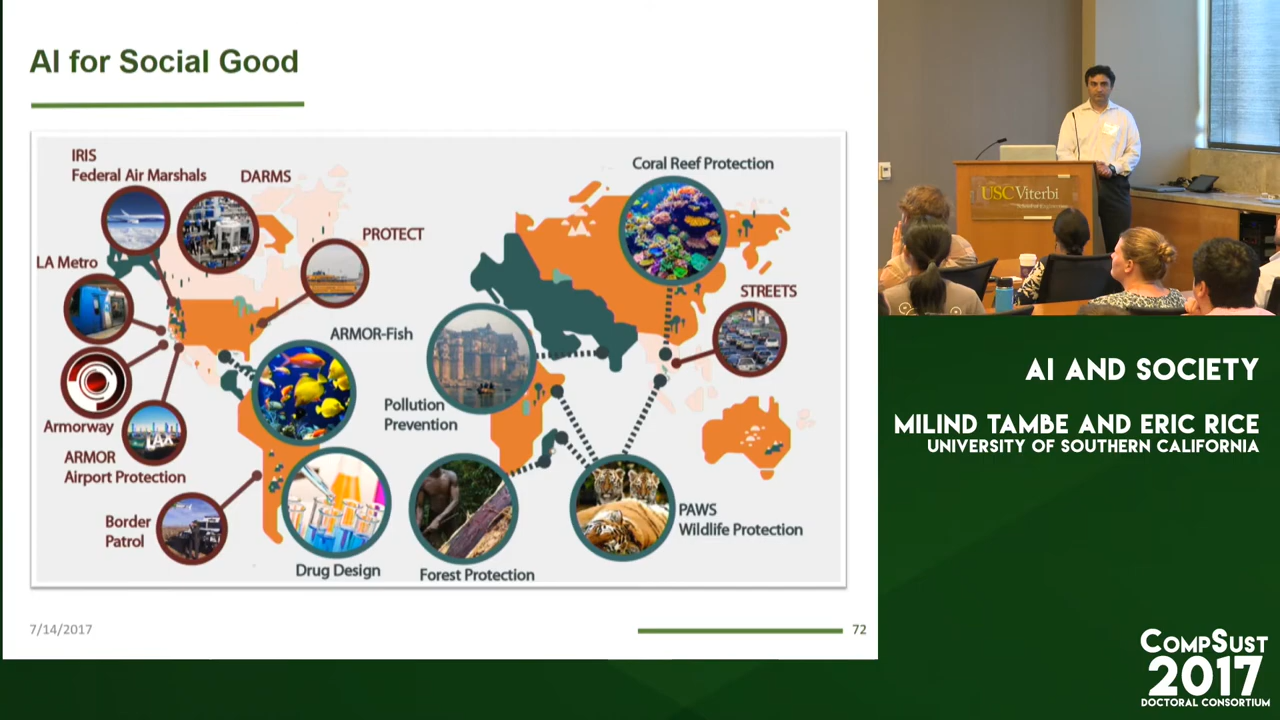 AI for Social Good
IRIS
Federal Air Marshals
DARMS
PROTECT
LA Metro
Armorway
ARMOR
Airport Protection
LAX
Border
Patrol
ARMOR-Fish
Drug Design
Pollution
Prevention
Forest Protection
Coral Reef Protection
STREETS
PAWS
Wildlife Protection
7/14/2017
72
USC Viterbi
AI AND SOCIETY
MILIND TAMBE AND ERIC RICE
UNIVERSITY OF SOUTHERN CALIFORNIA
COMPSUST
2017
DOCTORAL CONSORTIUM